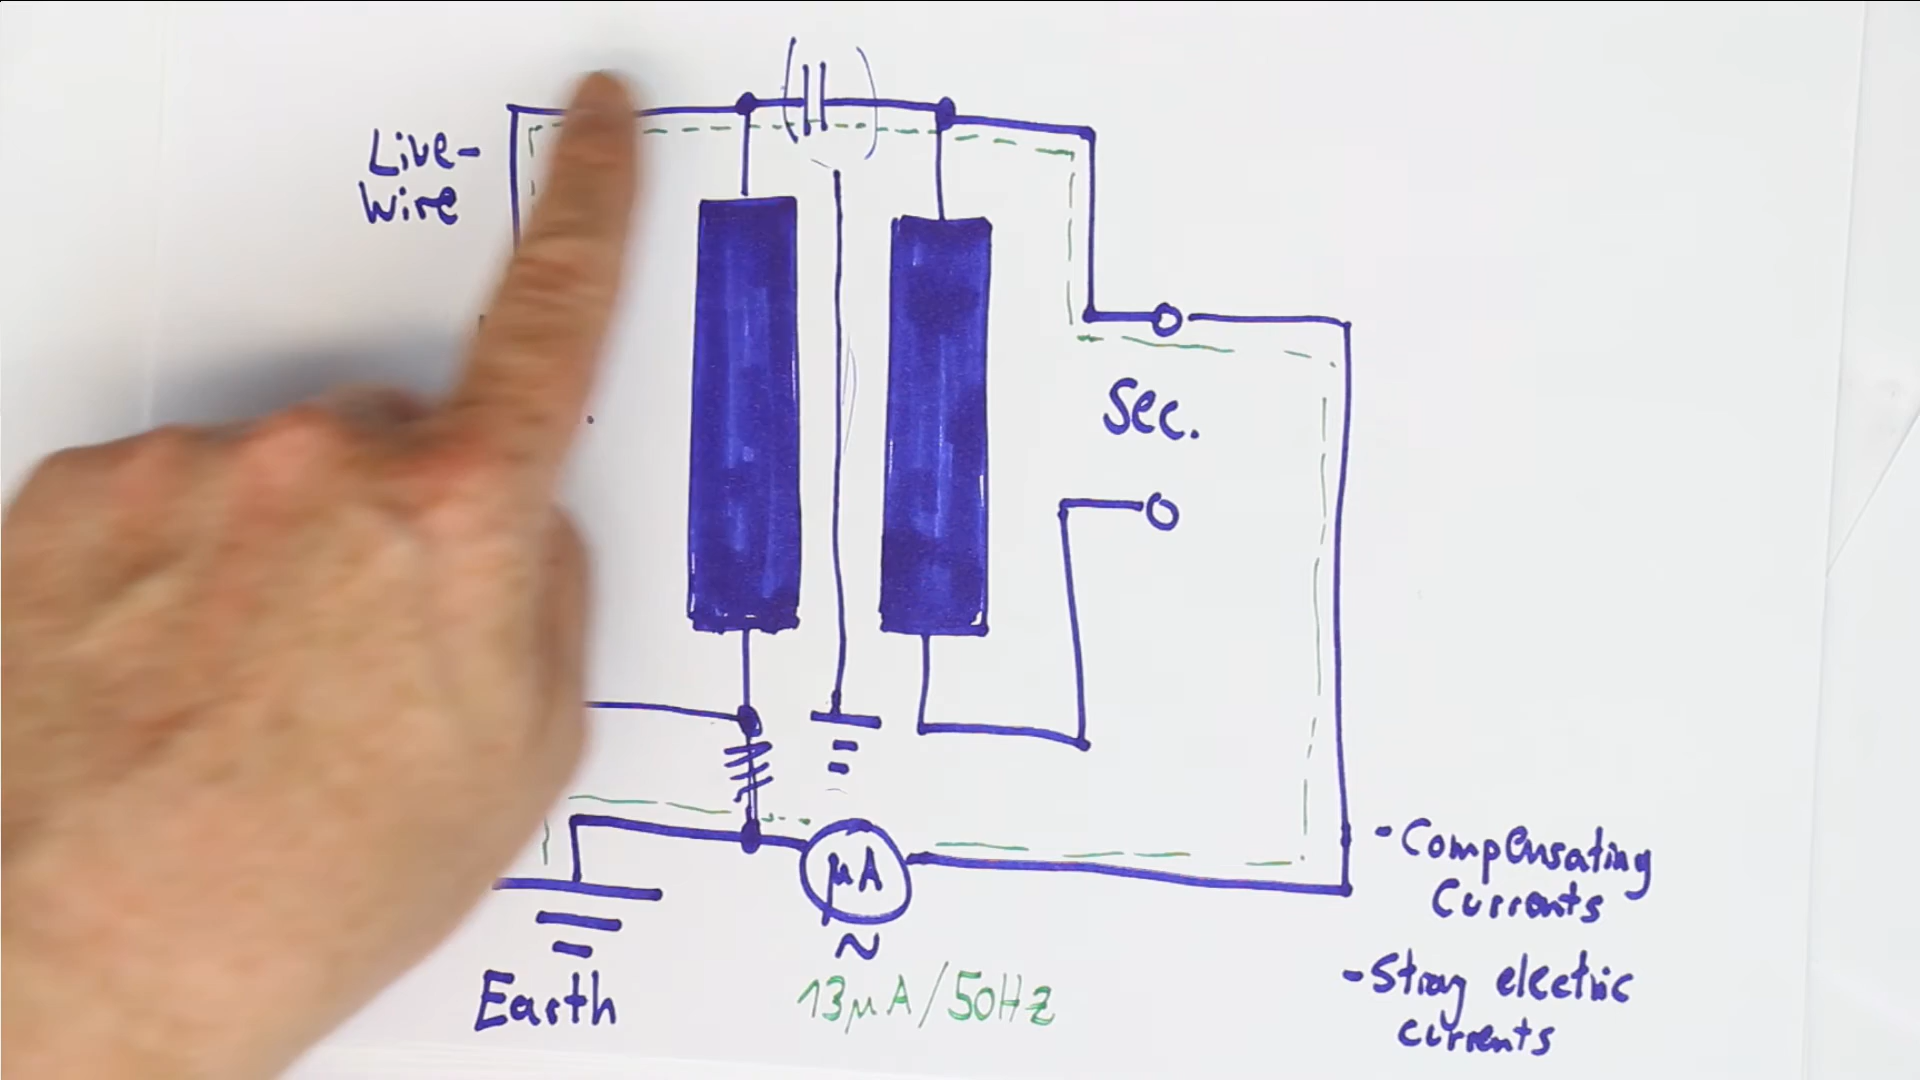 Live-
Wire
Sec.
µA
~
Earth
13µA/50Hz
- Compensating
Currents
- Stray electric
currents